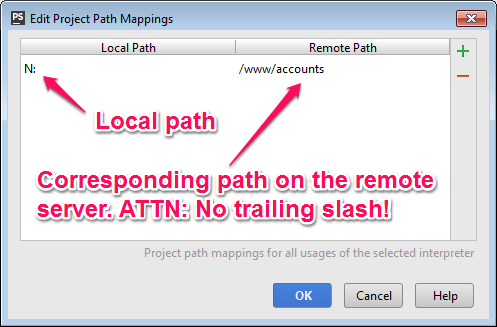 PS Edit Project Path Mappings
Local Path Remote Path
N: /www/accounts
Local path
Corresponding path on the remote
server. ATTN: No trailing slash!
Project path mappings for all usages of the selected interpreter
OK Cancel Help